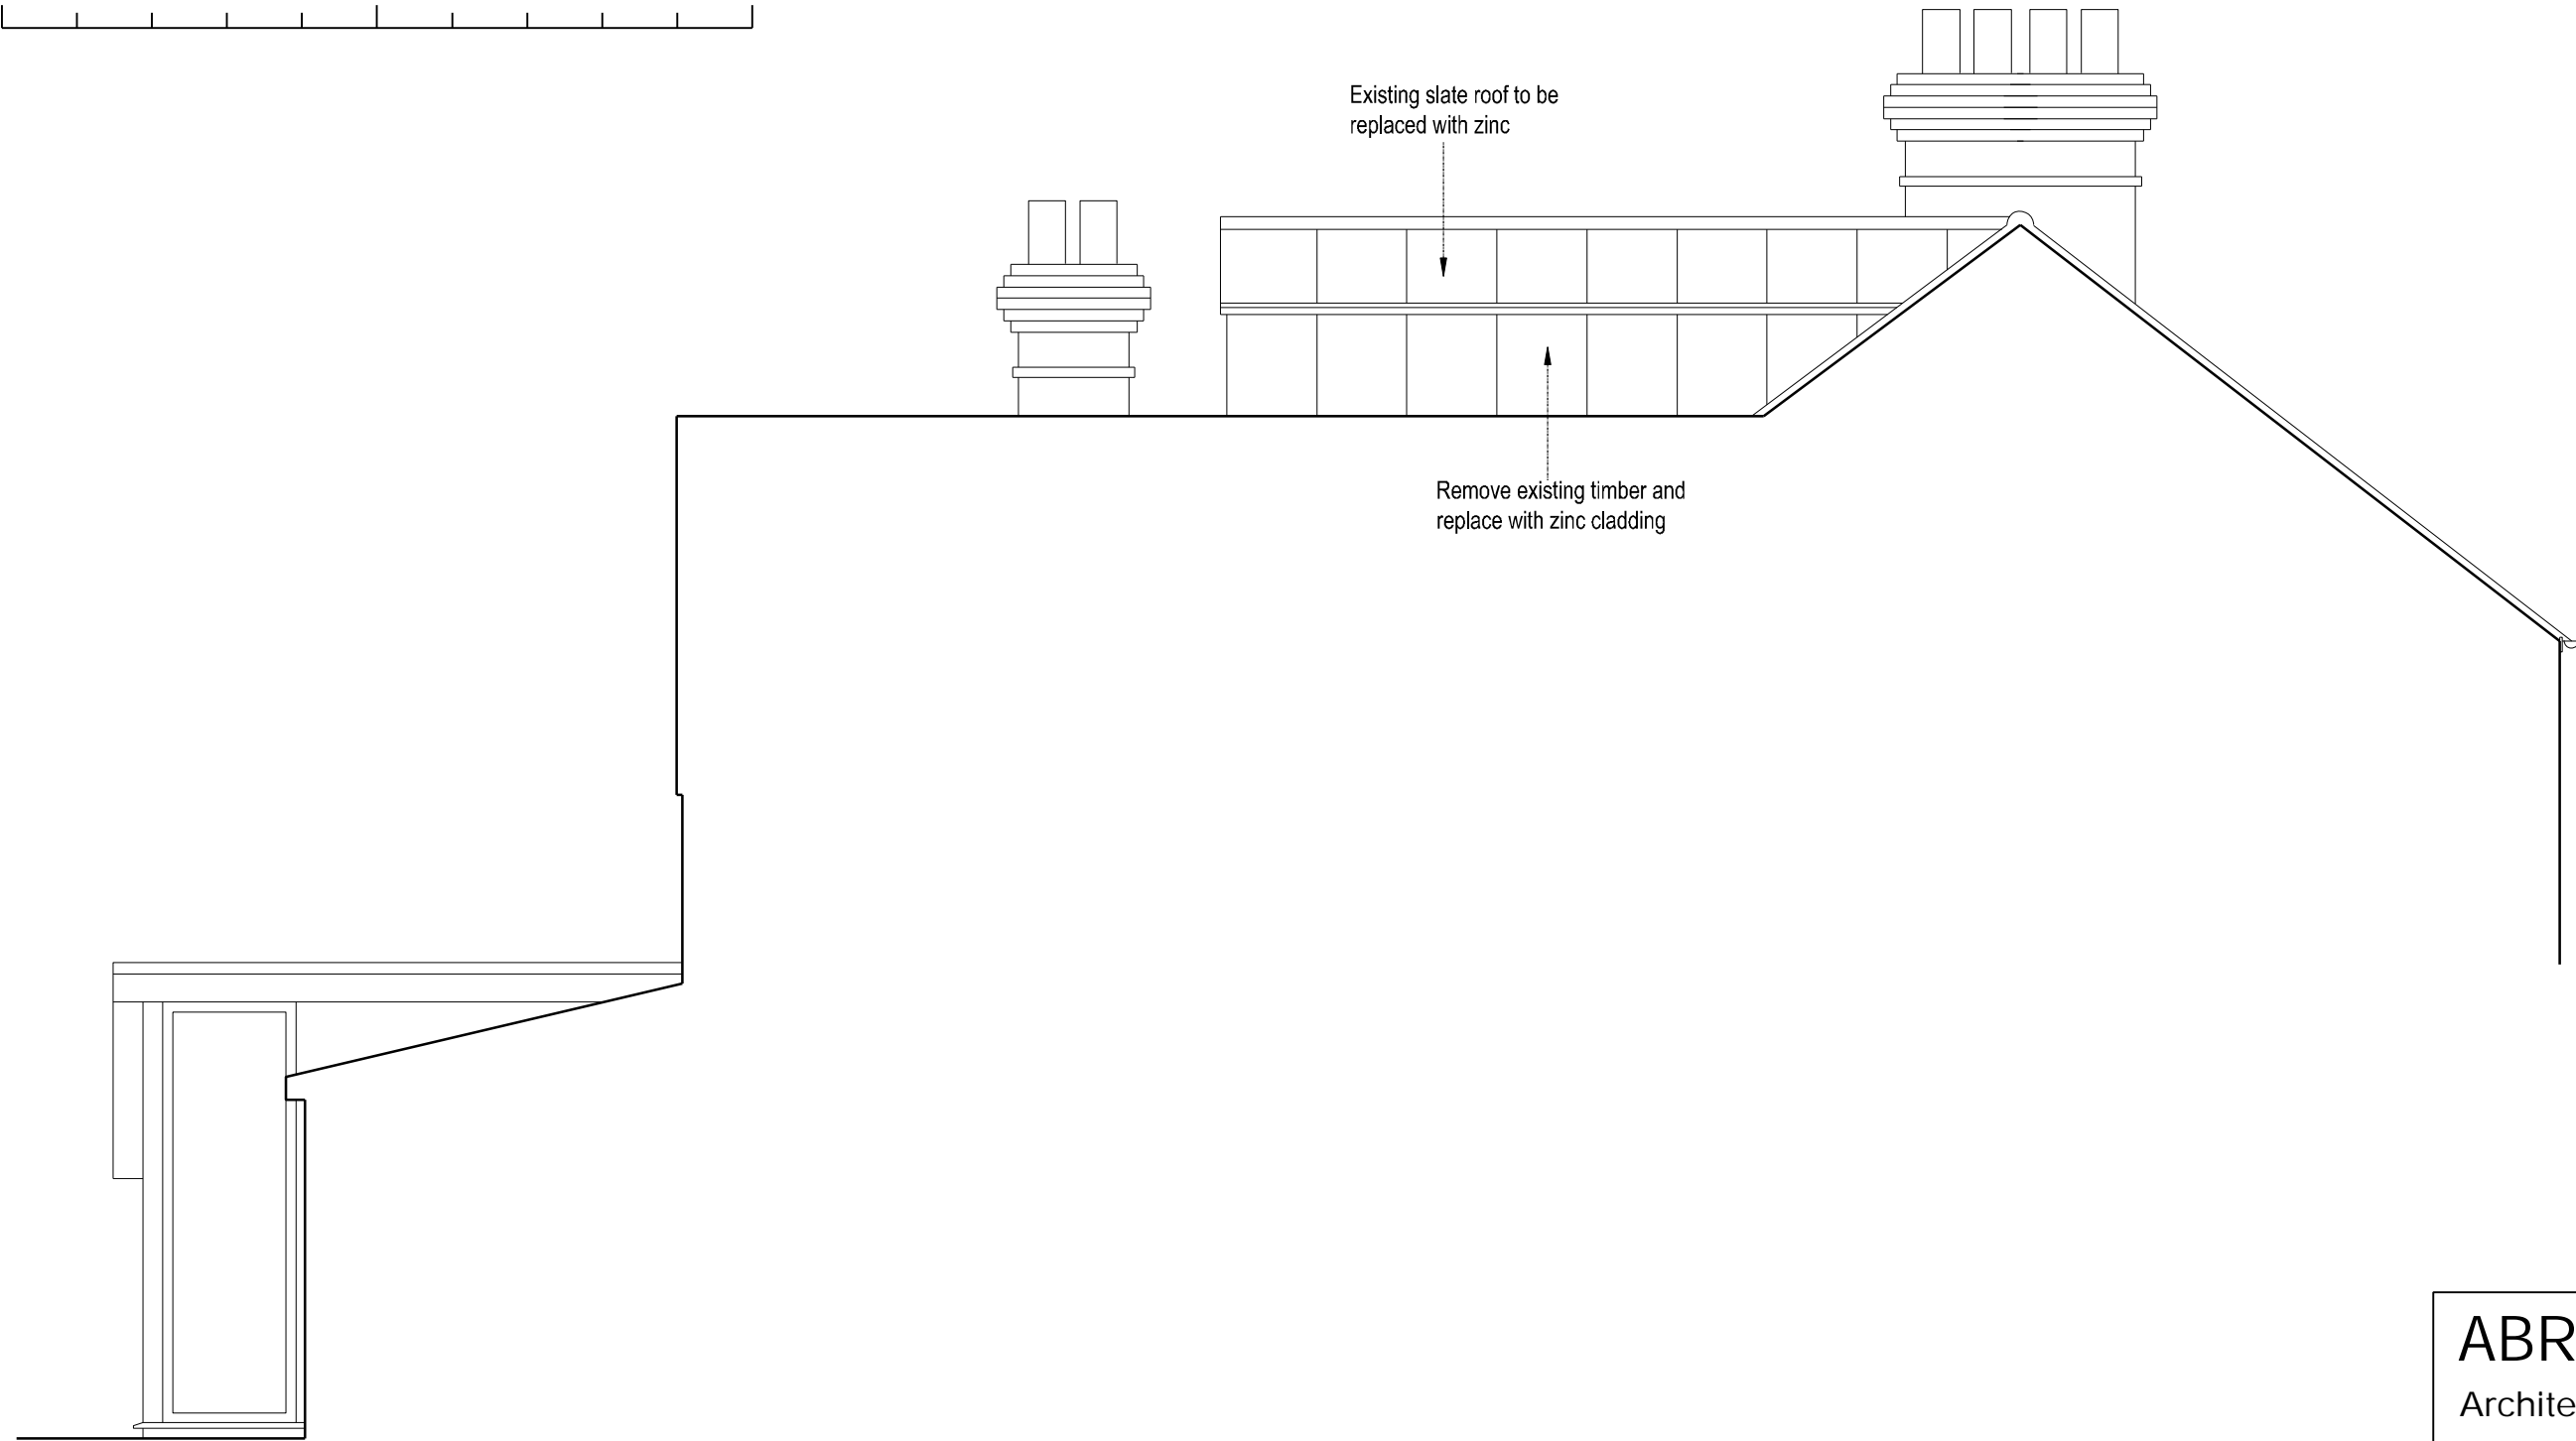 Existing slate roof to be
replaced with zinc
Remove existing timber and
replace with zinc cladding
ABR
Archite